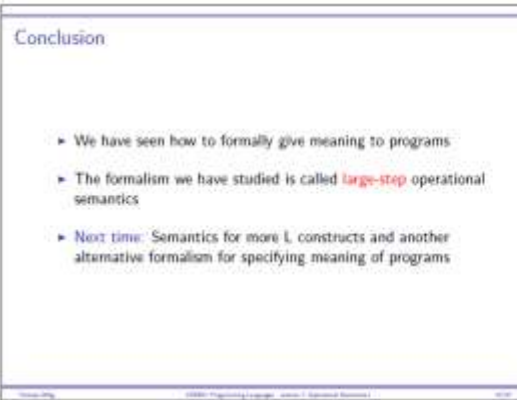 Conclusion
► We have seen how to formally give meaning to programs
► The formalism we have studied is called large-step operational
semantics
► Next time: Semantics for more L constructs and another
alternative formalism for specifying meaning of programs